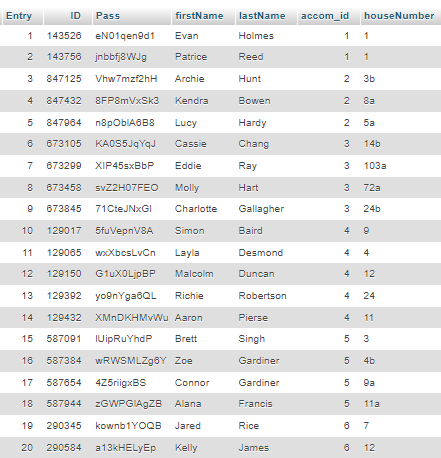 Entry ID Pass firstName lastName accom_id houseNumber
1 143526 eN01qen9d1 Evan Holmes 1 1
2 143756 jnbbfj8WJg Patrice Reed 1 1
3 847125 Vhw7mzf2hH Archie Hunt 2 3b
4 847432 8FP8mVxSk3 Kendra Bowen 2 8a
5 847964 n8pOblA6B8 Lucy Hardy 2 5a
6 673105 KA0S5JqYqJ Cassie Chang 3 14b
7 673299 XIP45sxBbP Eddie Ray 3 103a
8 673458 svZ2H07FEO Molly Hart 3 72a
9 673845 71CteJNxGl Charlotte Gallagher 3 24b
10 129017 5fuVepnV8A Simon Baird 4 9
11 129065 wxXbcsLvCn Layla Desmond 4 4
12 129150 G1uX0LjpBP Malcolm Duncan 4 12
13 129392 yo9nYga6QL Richie Robertson 4 24
14 129432 XMnDKHMvWu Aaron Pierse 4 11
15 587091 lUipRuYhdP Brett Singh 5 3
16 587384 wRWSMLZg6Y Zoe Gardiner 5 4b
17 587654 4Z5riigxBS Connor Gardiner 5 9a
18 587944 zGWPGlAgZB Alana Francis 5 11a
19 290345 kownb1YOQB Jared Rice 6 7
20 290584 a13kHELyEp Kelly James 6 12